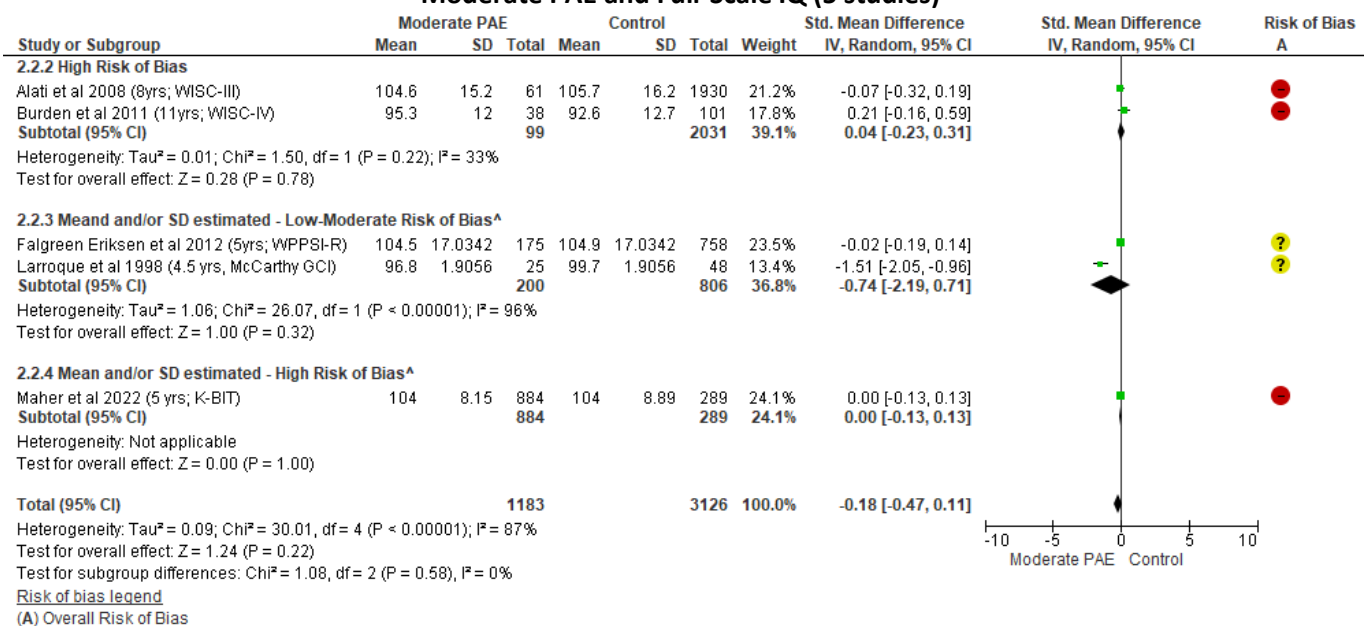 Moderate PAE and Full Scale IQ (5 studies)
Moderate PAE Control Std. Mean Difference Std. Mean Difference Risk of Bias
Study or Subgroup Mean SD Total Mean SD Total Weight IV, Random, 95% CI IV, Random, 95% CI A
2.2.2 High Risk of Bias
Alati et al 2008 (8yrs; WISC-III) 104.6 15.2 61 105.7 16.2 1930 21.2% -0.07 [-0.32, 0.19]
Burden et al 2011 (11yrs; WISC-IV) 95.3 12 38 92.6 12.7 101 17.8% 0.21 [-0.16, 0.59]
Subtotal (95% CI) 99 2031 39.1% 0.04 [-0.23, 0.31]
Heterogeneity: Tau² = 0.01; Chi² = 1.50, df = 1 (P = 0.22); I² = 33%
Test for overall effect: Z = 0.28 (P = 0.78)
2.2.3 Meand and/or SD estimated - Low-Moderate Risk of Bias^
Falgreen Eriksen et al 2012 (5yrs; WPPSI-R) 104.5 17.0342 175 104.9 17.0342 758 23.5% -0.02 [-0.19, 0.14] ?
Larroque et al 1998 (4.5 yrs, McCarthy GCI) 96.8 1.9056 25 99.7 1.9056 48 13.4% -1.51 [-2.05, -0.96] ?
Subtotal (95% CI) 200 806 36.8% -0.74 [-2.19, 0.71]
Heterogeneity: Tau² = 1.06; Chi² = 26.07, df = 1 (P < 0.00001); I² = 96%
Test for overall effect: Z = 1.00 (P = 0.32)
2.2.4 Mean and/or SD estimated - High Risk of Bias^
Maher et al 2022 (5 yrs; K-BIT) 104 8.15 884 104 8.89 289 24.1% 0.00 [-0.13, 0.13]
Subtotal (95% CI) 884 289 24.1% 0.00 [-0.13, 0.13]
Heterogeneity: Not applicable
Test for overall effect: Z = 0.00 (P = 1.00)
Total (95% CI) 1183 3126 100.0% -0.18 [-0.47, 0.11]
Heterogeneity: Tau² = 0.09; Chi² = 30.01, df = 4 (P < 0.00001); I² = 87%
Test for overall effect: Z = 1.24 (P = 0.22)
Test for subgroup differences: Chi² = 1.08, df = 2 (P = 0.58), I² = 0%
-10 -5 0 5 10
Moderate PAE Control
Risk of bias legend
(A) Overall Risk of Bias